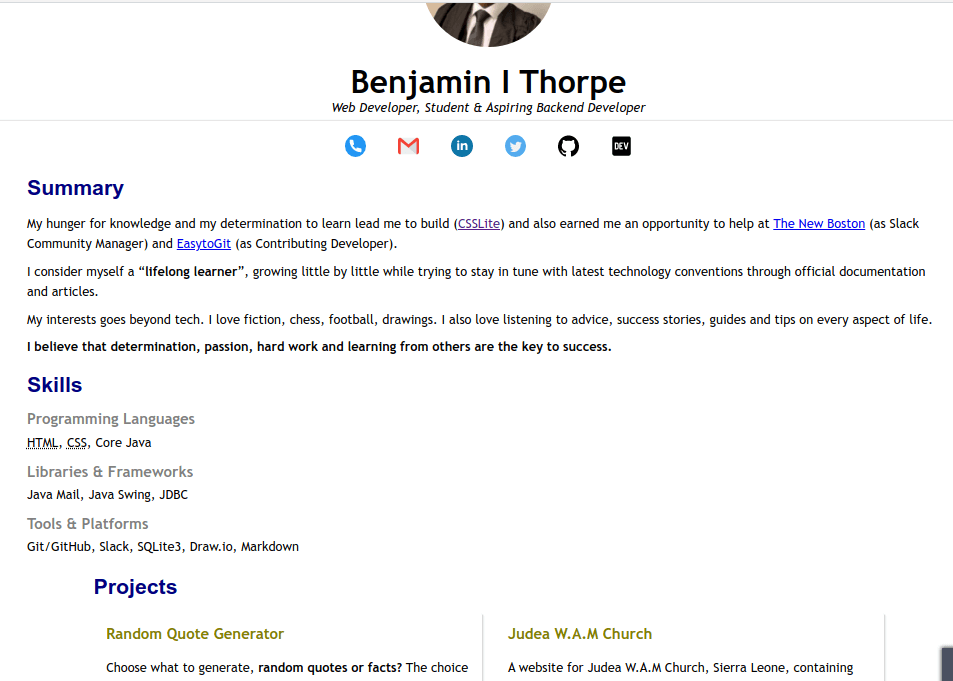 Benjamin I Thorpe
Web Developer, Student & Aspiring Backend Developer
in
DEV
Summary
My hunger for knowledge and my determination to learn lead me to build (CSSLite) and also earned me an opportunity to help at The New Boston (as Slack
Community Manager) and EasytoGit (as Contributing Developer).
I consider myself a “lifelong learner”, growing little by little while trying to stay in tune with latest technology conventions through official documentation
and articles.
My interests goes beyond tech. I love fiction, chess, football, drawings. I also love listening to advice, success stories, guides and tips on every aspect of life.
I believe that determination, passion, hard work and learning from others are the key to success.
Skills
Programming Languages
HTML, CSS, Core Java
Libraries & Frameworks
Java Mail, Java Swing, JDBC
Tools & Platforms
Git/GitHub, Slack, SQLite3, Draw.io, Markdown
Projects
Random Quote Generator
Choose what to generate, random quotes or facts? The choice
Judea W.A.M Church
A website for Judea W.A.M Church, Sierra Leone, containing